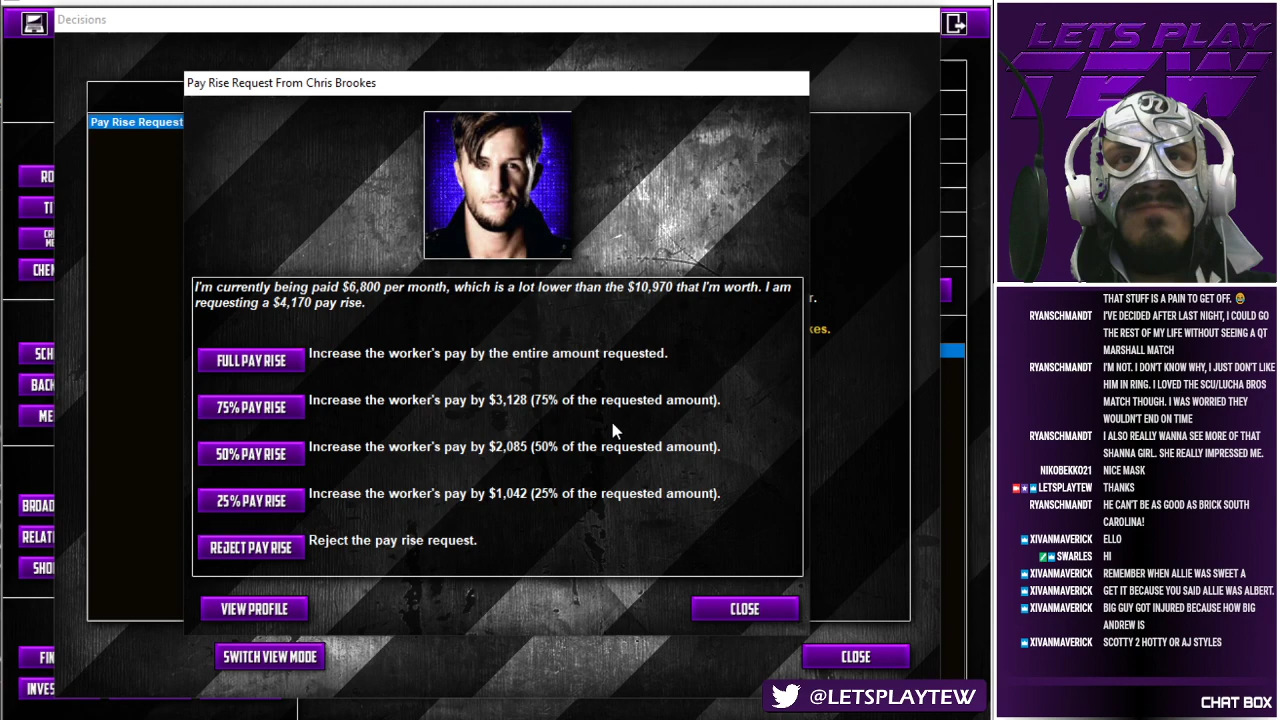 Decisions
Pay Rise Request From Chris Brookes
Pay Rise Request
I'm currently being paid $6,800 per month, which is a lot lower than the $10,970 that I'm worth. I am
requesting a $4,170 pay rise.
FULL PAY RISE
Increase the worker's pay by the entire amount requested.
75% PAY RISE
Increase the worker's pay by $3,128 (75% of the requested amount).
50% PAY RISE
Increase the worker's pay by $2,085 (50% of the requested amount).
25% PAY RISE
Increase the worker's pay by $1,042 (25% of the requested amount).
REJECT PAY RISE
Reject the pay rise request.
VIEW PROFILE
CLOSE
SWITCH VIEW MODE
CLOSE
@LETSPLAYTEW
LETS PLAY
TEW
THAT STUFF IS A PAIN TO GET OFF. 😅
RYANSCHMANDT I'VE DECIDED AFTER LAST NIGHT, I COULD GO
THE REST OF MY LIFE WITHOUT SEEING A QT
MARSHALL MATCH
RYANSCHMANDT I'M NOT. I DON'T KNOW WHY, I JUST DON'T LIKE
HIM IN RING. I LOVED THE SCU/LUCHA BROS
MATCH THOUGH. I WAS WORRIED THEY
WOULDN'T END ON TIME
RYANSCHMANDT I ALSO REALLY WANNA SEE MORE OF THAT
SHANNA GIRL. SHE REALLY IMPRESSED ME.
NIKOBEKKO21 NICE MASK
LETSPLAYTEW THANKS
RYANSCHMANDT HE CAN'T BE AS GOOD AS BRICK SOUTH
CAROLINA!
XIVANMAVERICK ELLO
SWARLES HI
XIVANMAVERICK REMEMBER WHEN ALLIE WAS SWEET A
XIVANMAVERICK GET IT BECAUSE YOU SAID ALLIE WAS ALBERT.
XIVANMAVERICK BIG GUY GOT INJURED BECAUSE HOW BIG
ANDREW IS
XIVANMAVERICK SCOTTY 2 HOTTY OR AJ STYLES
CHAT BOX